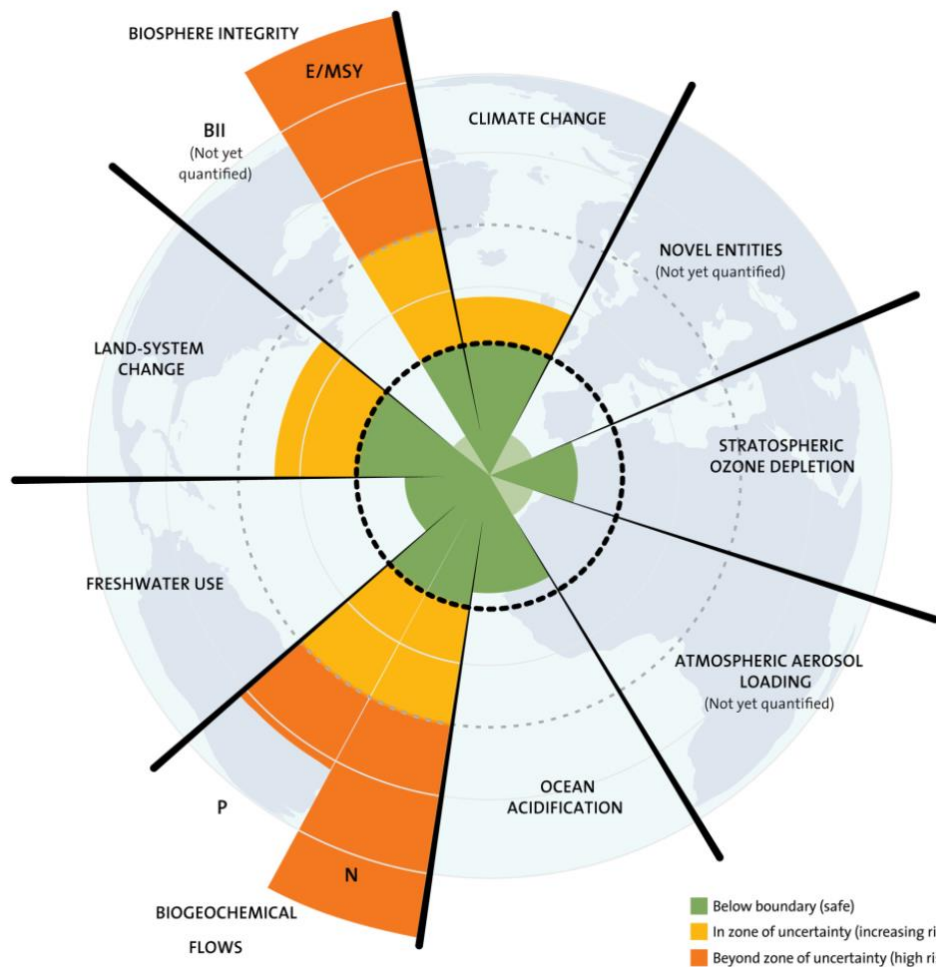 BIOSPHERE INTEGRITY
E/MSY
BII
(Not yet
quantified)
CLIMATE CHANGE
NOVEL ENTITIES
(Not yet quantified)
LAND-SYSTEM
CHANGE
STRATOSPHERIC
OZONE DEPLETION
FRESHWATER USE
ATMOSPHERIC AEROSOL
LOADING
(Not yet quantified)
OCEAN
ACIDIFICATION
P
N
BIOGEOCHEMICAL
FLOWS
Below boundary (safe)
In zone of uncertainty (increasing ri
Beyond zone of uncertainty (high ri